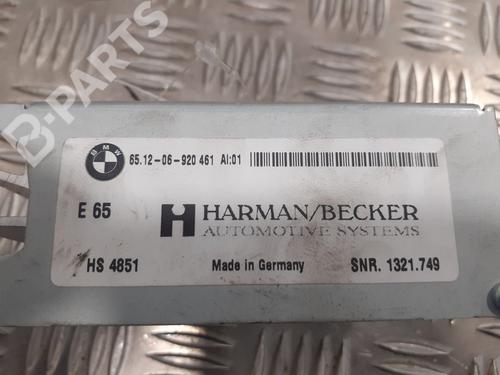 B-PARTS
BMW
65.12-06-920 461 AI:01
E 65
HARMAN/BECKER
AUTOMOTIVE SYSTEMS
HS 4851
Made in Germany
SNR. 1321.749